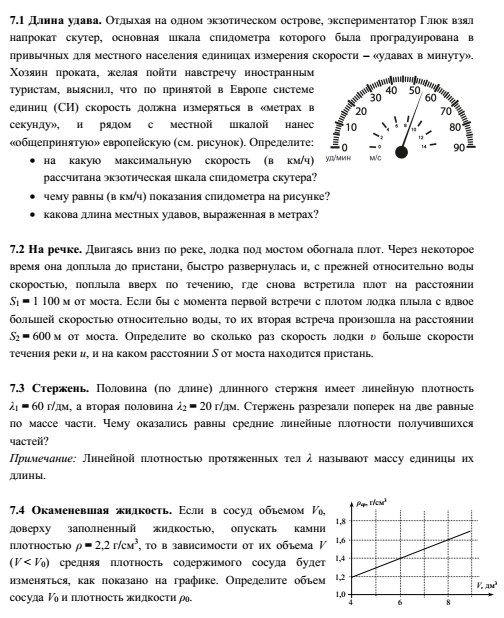 7.1 Длина удава. Отдыхая на одном экзотическом острове, экспериментатор Глюк взял
напрокат скутер, основная шкала спидометра которого была проградуирована в
привычных для местного населения единицах измерения скорости – «удавах в минуту».
Хозяин проката, желая пойти навстречу иностранным
туристам, выяснил, что по принятой в Европе системе
единиц (СИ) скорость должна измеряться в «метрах в
секунду», и рядом с местной шкалой нанес
«общепринятую» европейскую (см. рисунок). Определите:
• на какую максимальную скорость (в км/ч)
рассчитана экзотическая шкала спидометра скутера?
• чему равны (в км/ч) показания спидометра на рисунке?
• какова длина местных удавов, выраженная в метрах?
0 10 20 30 40 50 60 70 80 90
0 2 4 6 8 10 12 14
уд/мин м/с
7.2 На речке. Двигаясь вниз по реке, лодка под мостом обогнала плот. Через некоторое
время она доплыла до пристани, быстро развернулась и, с прежней относительно воды
скоростью, поплыла вверх по течению, где снова встретила плот на расстоянии
S1 = 1 100 м от моста. Если бы с момента первой встречи с плотом лодка плыла с вдвое
большей скоростью относительно воды, то их вторая встреча произошла на расстоянии
S2 = 600 м от моста. Определите во сколько раз скорость лодки υ больше скорости
течения реки u, и на каком расстоянии S от моста находится пристань.
7.3 Стержень. Половина (по длине) длинного стержня имеет линейную плотность
λ1 = 60 г/дм, а вторая половина λ2 = 20 г/дм. Стержень разрезали поперек на две равные
по массе части. Чему оказались равны средние линейные плотности получившихся
частей?
Примечание: Линейной плотностью протяженных тел λ называют массу единицы их
длины.
7.4 Окаменевшая жидкость. Если в сосуд объемом V0,
доверху заполненный жидкостью, опускать камни
плотностью ρ = 2,2 г/см3, то в зависимости от их объема V
(V < V0) средняя плотность содержимого сосуда будет
изменяться, как показано на графике. Определите объем
сосуда V0 и плотность жидкости ρ0.
ρср, г/см3
1,8
1,6
1,4
1,2
1,0
4 6 8
V, дм3